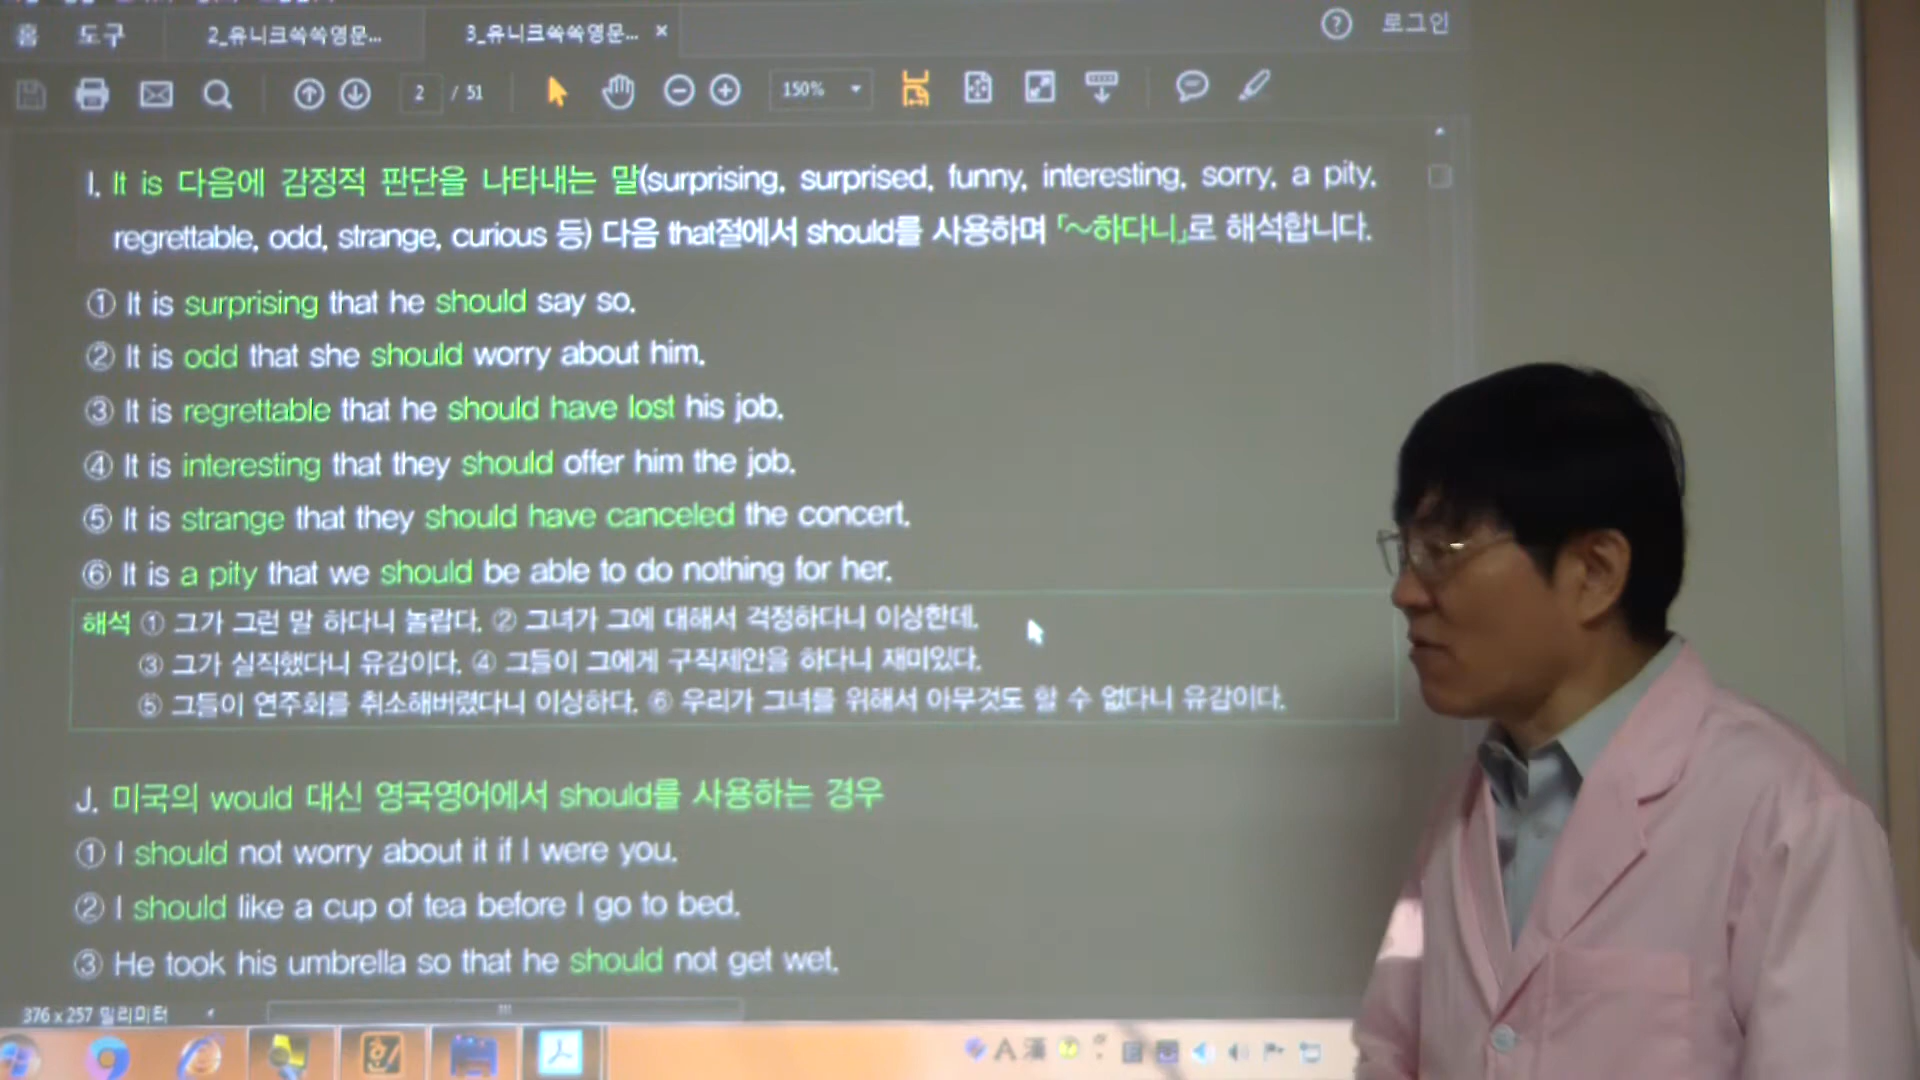 홈 도구 2_유니크쏙쏙영문... 3_유니크쏙쏙영문... × ? 로그인
2 / 51 150%
I. It is 다음에 감정적 판단을 나타내는 말(surprising, surprised, funny, interesting, sorry, a pity,
regrettable, odd, strange, curious 등) 다음 that절에서 should를 사용하며 「~하다니」로 해석합니다.
① It is surprising that he should say so.
② It is odd that she should worry about him.
③ It is regrettable that he should have lost his job.
④ It is interesting that they should offer him the job.
⑤ It is strange that they should have canceled the concert.
⑥ It is a pity that we should be able to do nothing for her.
해석 ① 그가 그런 말 하다니 놀랍다. ② 그녀가 그에 대해서 걱정하다니 이상한데.
③ 그가 실직했다니 유감이다. ④ 그들이 그에게 구직제안을 하다니 재미있다.
⑤ 그들이 연주회를 취소해버렸다니 이상하다. ⑥ 우리가 그녀를 위해서 아무것도 할 수 없다니 유감이다.
J. 미국의 would 대신 영국영어에서 should를 사용하는 경우
① I should not worry about it if I were you.
② I should like a cup of tea before I go to bed.
③ He took his umbrella so that he should not get wet.
376 x 257 밀리미터
A 漢